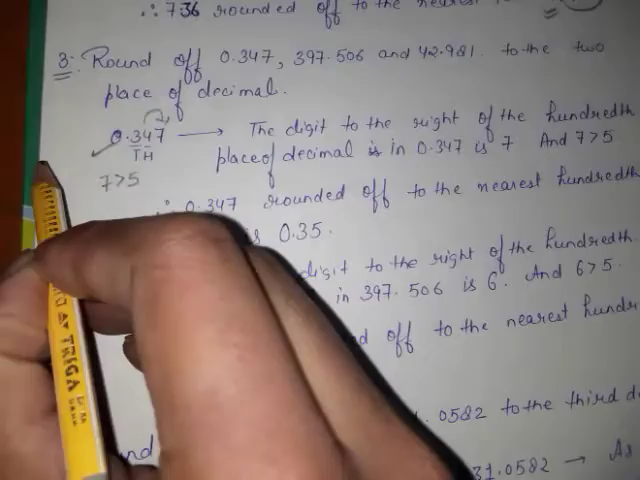 ∴ 736 rounded off to the nearest
3. Round off 0.347, 397.506 and 42.981. to the two
place of decimal.
0.347 → The digit to the right of the hundredth
T H
place of decimal is in 0.347 is 7 And 7>5
7>5
∴ 0.347 rounded off to the nearest hundredth
is 0.35.
digit to the right of the hundredth
in 397.506 is 6. And 6>5.
off to the nearest
.0582 to the third
31.0582 → As
TRIGA